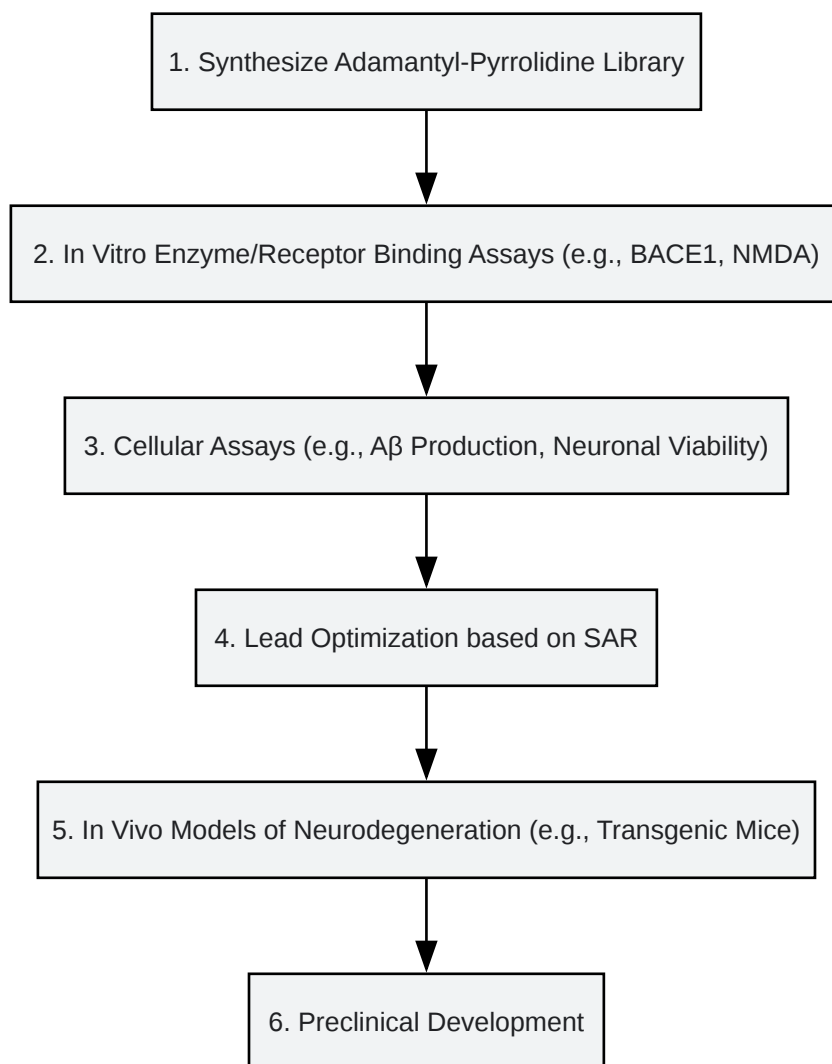 1. Synthesize Adamantyl-Pyrrolidine Library
2. In Vitro Enzyme/Receptor Binding Assays (e.g., BACE1, NMDA)
3. Cellular Assays (e.g., Aβ Production, Neuronal Viability)
4. Lead Optimization based on SAR
5. In Vivo Models of Neurodegeneration (e.g., Transgenic Mice)
6. Preclinical Development